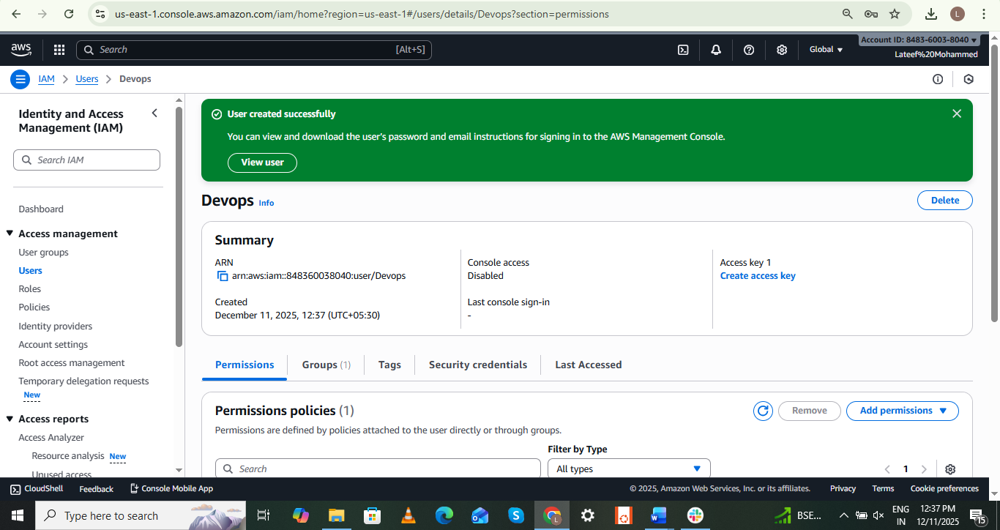 us-east-1.console.aws.amazon.com/iam/home?region=us-east-1#/users/details/Devops?section=permissions
L
aws
Search
[Alt+S]
Global
Account ID: 8483-6003-8040
Lateef%20Mohammed
IAM
Users
Devops
Identity and Access
Management (IAM)
Search IAM
Dashboard
Access management
User groups
Users
Roles
Policies
Identity providers
Account settings
Root access management
Temporary delegation requests
New
Access reports
Access Analyzer
Resource analysis New
Unused access
User created successfully
You can view and download the user's password and email instructions for signing in to the AWS Management Console.
View user
Devops Info
Delete
Summary
ARN
arn:aws:iam::848360038040:user/Devops
Created
December 11, 2025, 12:37 (UTC+05:30)
Console access
Disabled
Last console sign-in
-
Access key 1
Create access key
Permissions
Groups (1)
Tags
Security credentials
Last Accessed
Permissions policies (1)
Permissions are defined by policies attached to the user directly or through groups.
Remove
Add permissions
Filter by Type
Search
All types
1
CloudShell
Feedback
Console Mobile App
© 2025, Amazon Web Services, Inc. or its affiliates.
Privacy
Terms
Cookie preferences
Type here to search
BSE...
ENG
IN
12:37 PM
12/11/2025
15